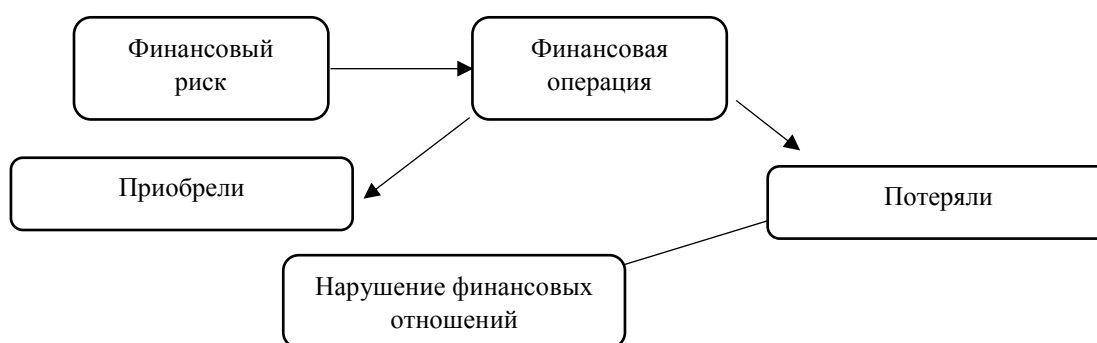 Финансовый
риск
Финансовая
операция
Приобрели
Потеряли
Нарушение финансовых
отношений